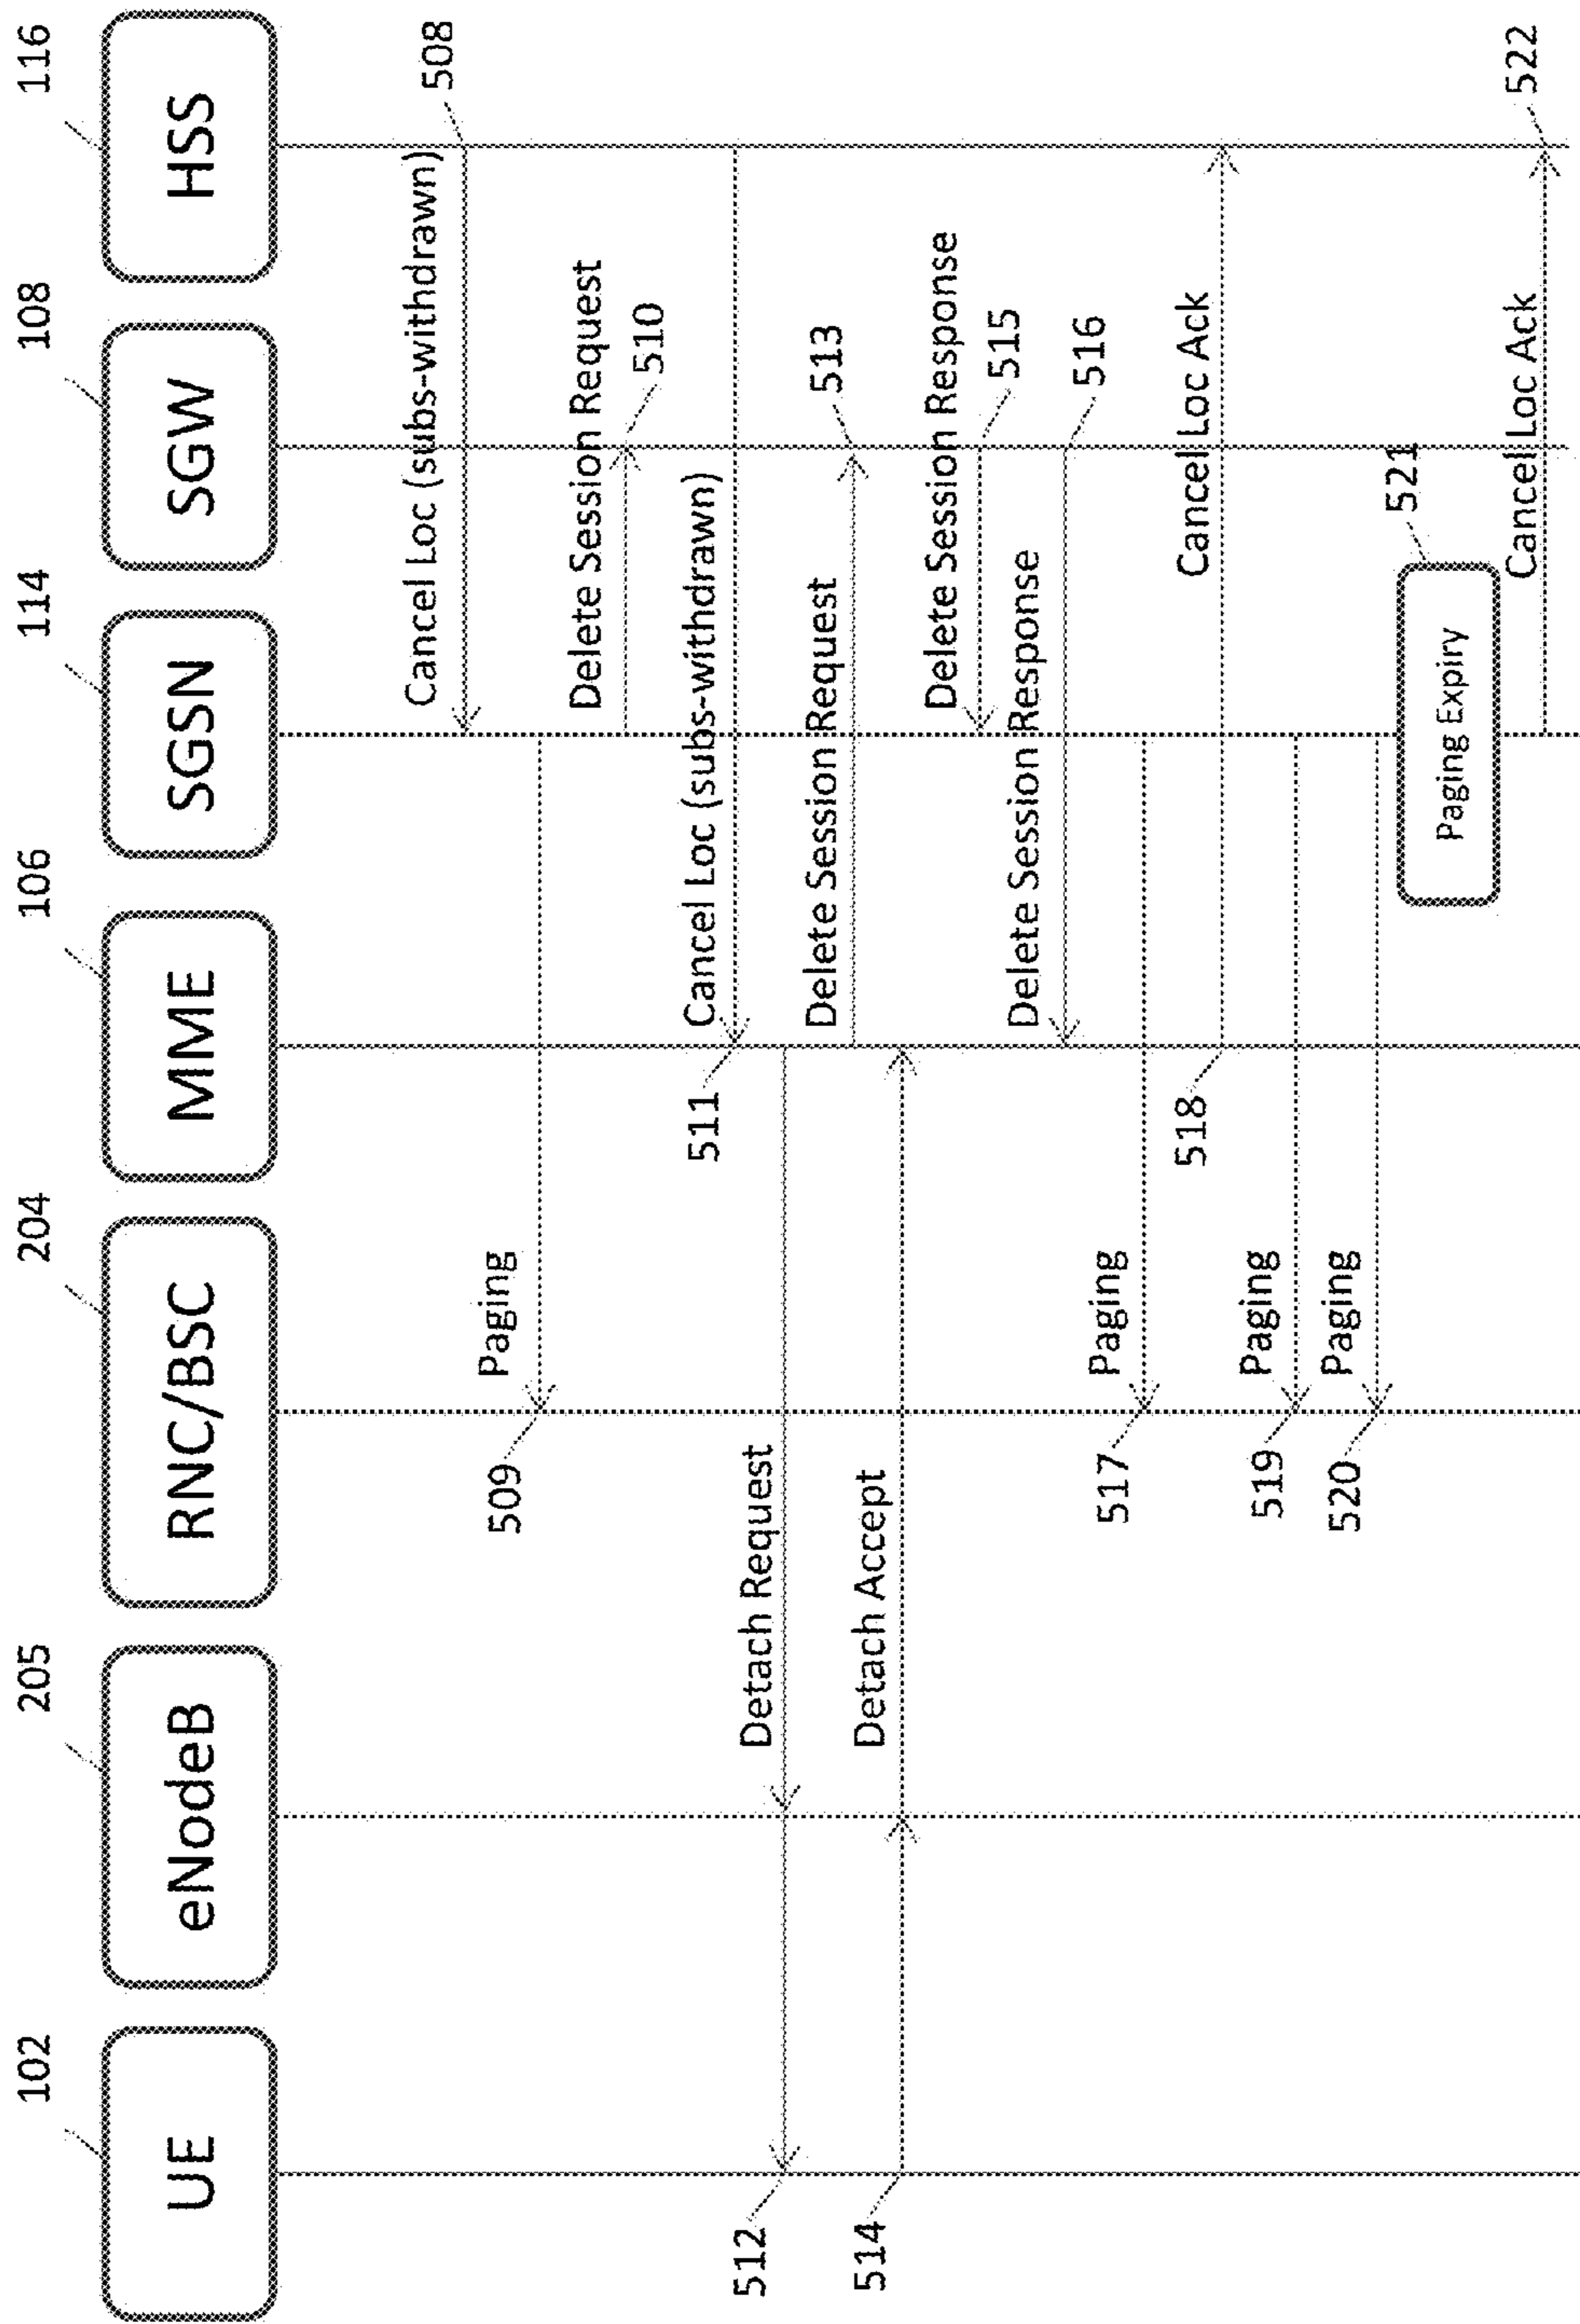 102
205
204
106
114
108
116
UE
eNodeB
RNC/BSC
MME
SGSN
SGW
HSS
Cancel Loc (subs-withdrawn)
508
Paging
509
Delete Session Request
510
Cancel Loc (subs-withdrawn)
511
Detach Request
512
Delete Session Request
513
Detach Accept
514
Delete Session Response
515
Delete Session Response
516
Paging
517
Cancel Loc Ack
518
Paging
519
Paging
520
Paging Expiry
521
Cancel Loc Ack
522